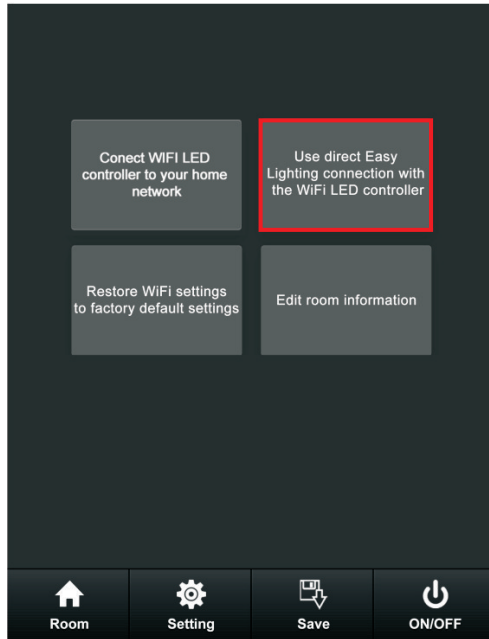 Conect WIFI LED
controller to your home
network
Use direct Easy
Lighting connection with
the WiFi LED controller
Restore WiFi settings
to factory default settings
Edit room information
Room
Setting
Save
ON/OFF